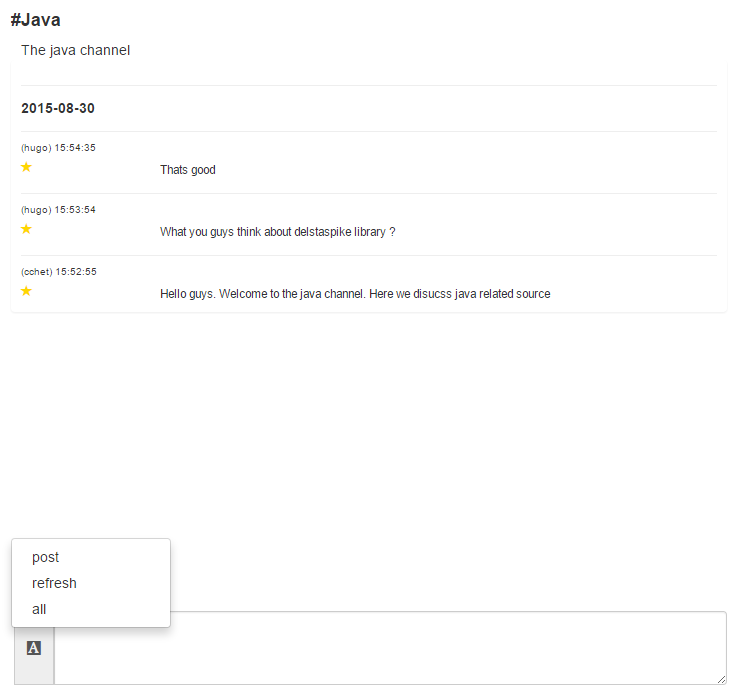 #Java
The java channel
2015-08-30
(hugo) 15:54:35
Thats good
(hugo) 15:53:54
What you guys think about delstaspike library ?
(cchet) 15:52:55
Hello guys. Welcome to the java channel. Here we disucss java related source
post
refresh
all
A